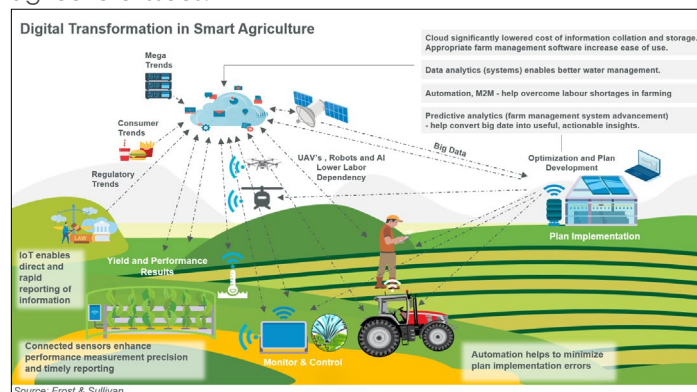 Digital Transformation in Smart Agriculture
Cloud significantly lowered cost of information collation and storage.
Appropriate farm management software increase ease of use.
Data analytics (systems) enables better water management.
Automation, M2M - help overcome labour shortages in farming
Predictive analytics (farm management system advancement)
- help convert big date into useful, actionable insights.
Mega
Trends
Consumer
Trends
Regulatory
Trends
UAV's , Robots and AI
Lower Labor
Dependency
Big Data
Optimization and Plan
Development
Plan Implementation
LAW
IoT enables
direct and
rapid
reporting of
information
Yield and Performance
Results
Connected sensors enhance
performance measurement precision
and timely reporting
Monitor & Control
Automation helps to minimize
plan implementation errors
Source: Frost & Sullivan